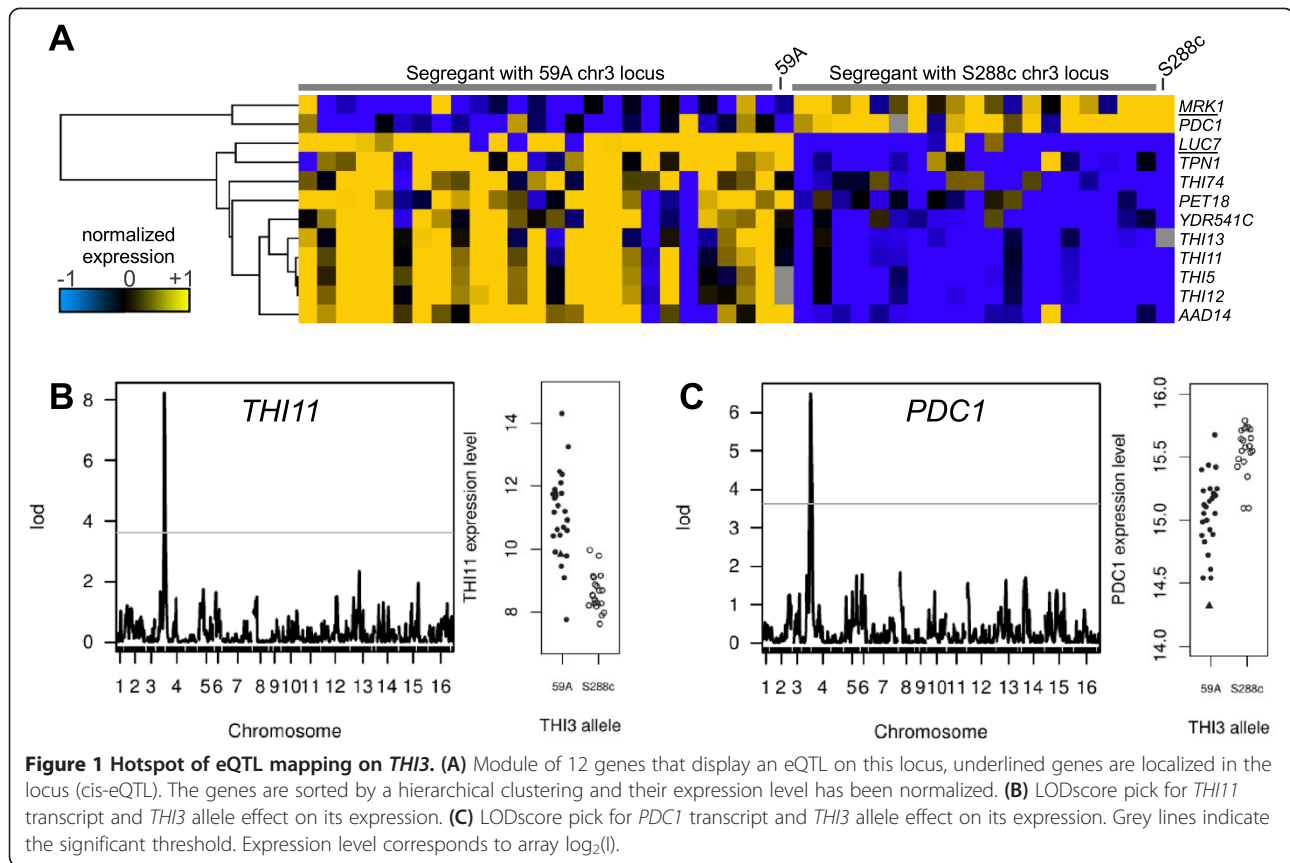 A
Segregant with 59A chr3 locus
59A
Segregant with S288c chr3 locus
S288c
MRK1
PDC1
LUC7
TPN1
THI74
PET18
YDR541C
THI13
THI11
THI5
THI12
AAD14
normalized
expression
-1 0 +1
B
THI11
8
6
4
2
0
lod
1 2 3 4 5 6 7 8 9 10 11 12 13 14 15 16
Chromosome
THI11 expression level
14
12
10
8
59A S288c
THI3 allele
C
PDC1
6
5
4
3
2
1
0
lod
1 2 3 4 5 6 7 8 9 10 11 12 13 14 15 16
Chromosome
PDC1 expression level
16.0
15.5
15.0
14.5
14.0
59A S288c
THI3 allele
Figure 1 Hotspot of eQTL mapping on THI3. (A) Module of 12 genes that display an eQTL on this locus, underlined genes are localized in the
locus (cis-eQTL). The genes are sorted by a hierarchical clustering and their expression level has been normalized. (B) LODscore pick for THI11
transcript and THI3 allele effect on its expression. (C) LODscore pick for PDC1 transcript and THI3 allele effect on its expression. Grey lines indicate
the significant threshold. Expression level corresponds to array log₂(I).